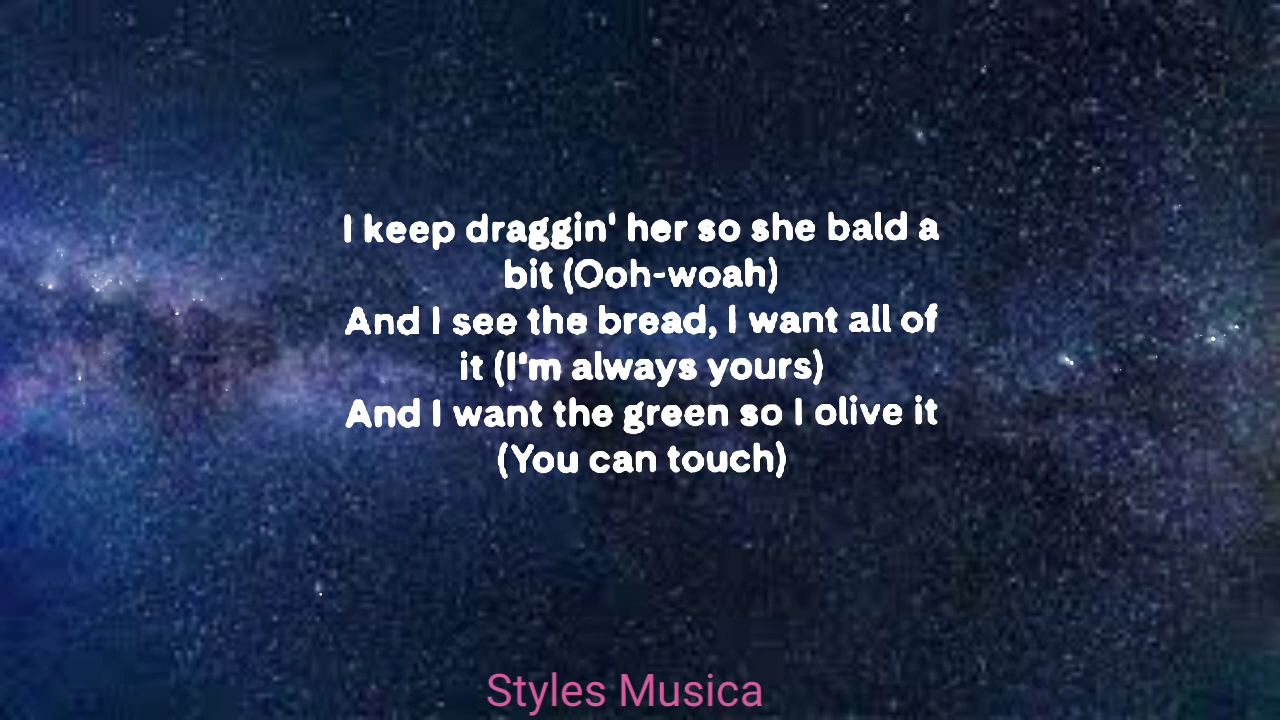 I keep draggin' her so she bald a
bit (Ooh-woah)
And I see the bread, I want all of
it (I'm always yours)
And I want the green so I olive it
(You can touch)
Styles Musica